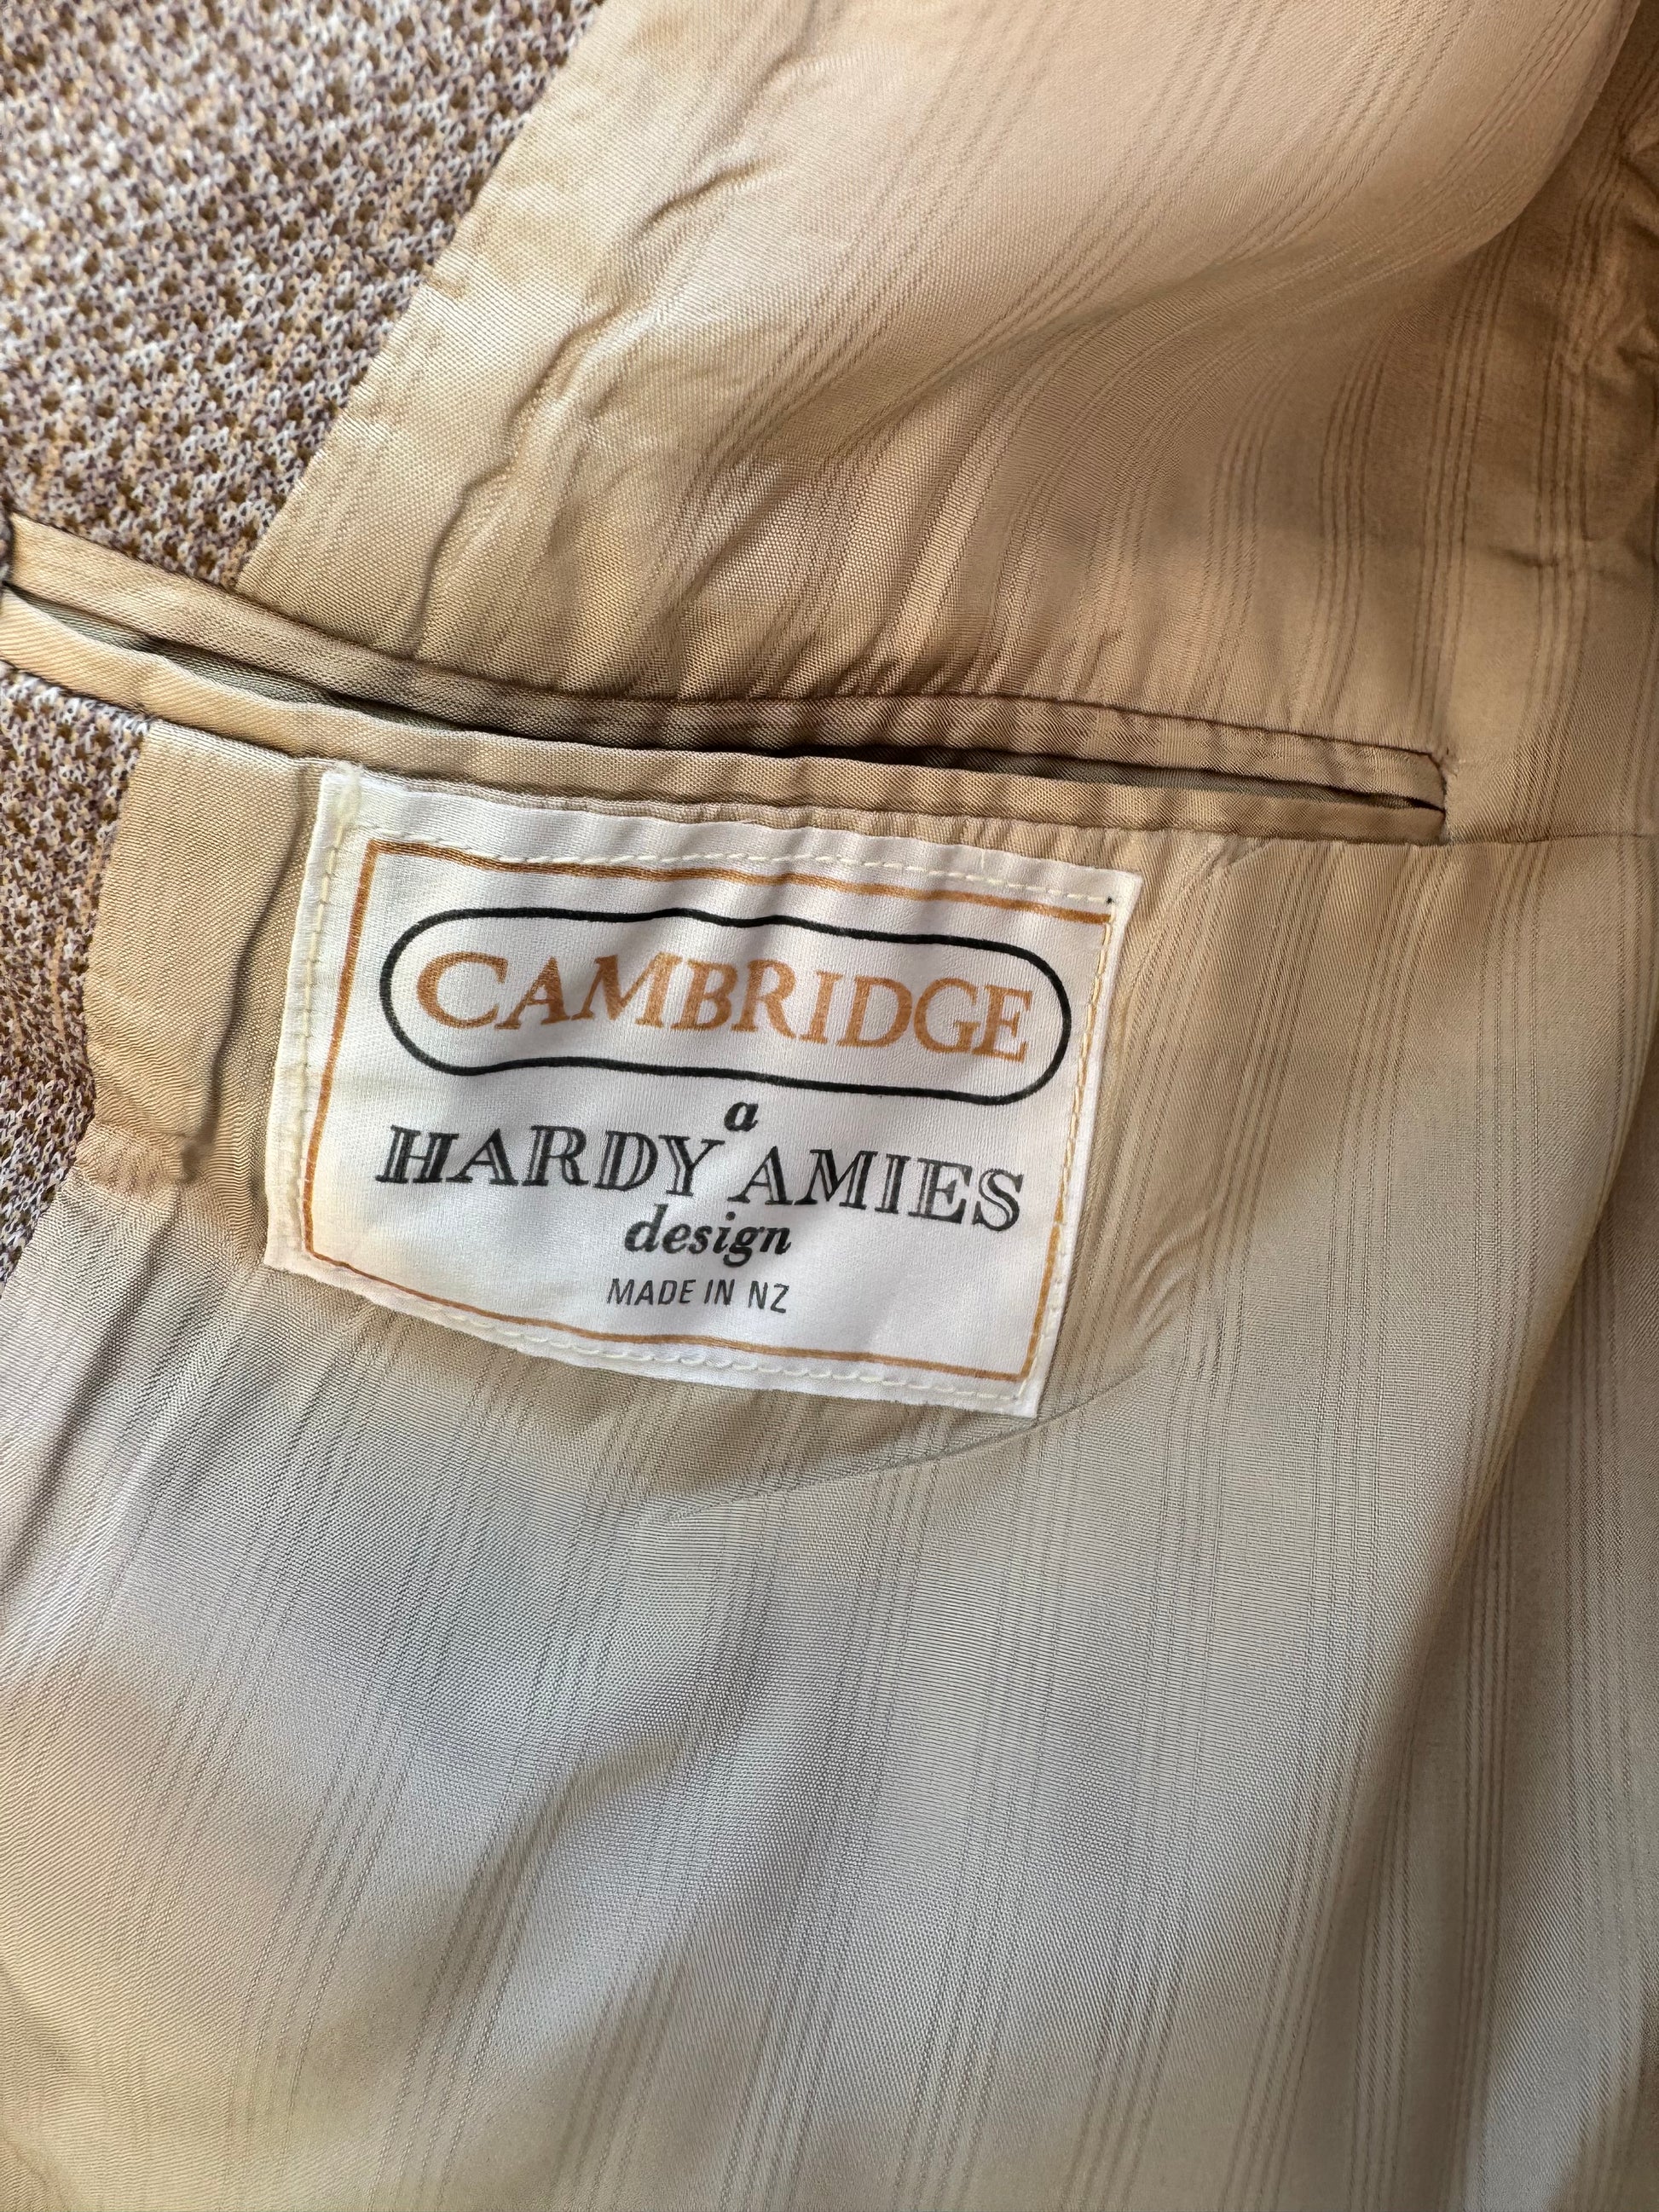 CAMBRIDGE
a
HARDY AMIES
design
MADE IN NZ